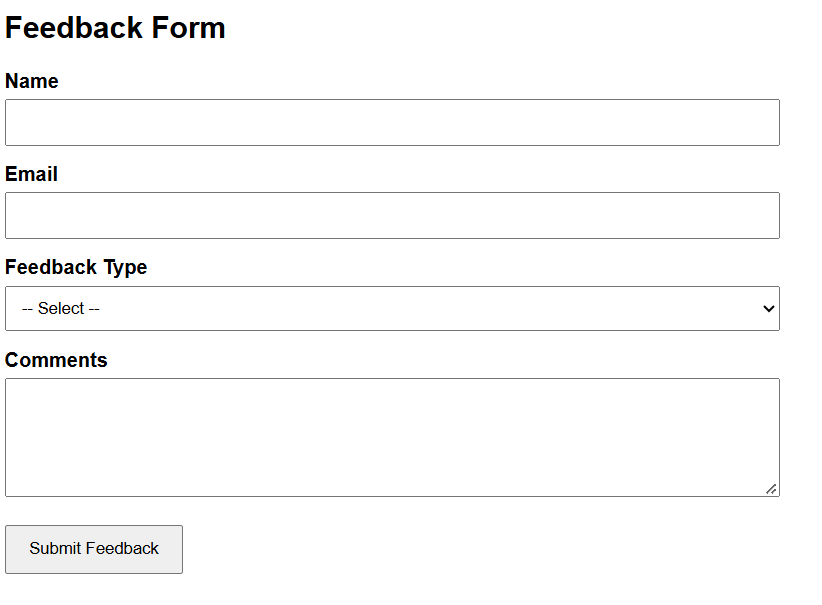 Feedback Form
Name
Email
Feedback Type
-- Select --
Comments
Submit Feedback